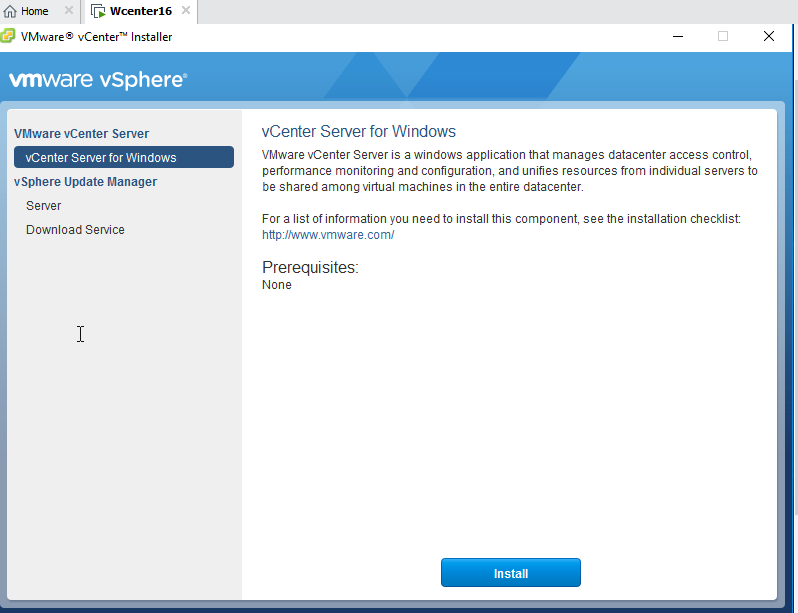 Home
Wcenter16
VMware® vCenter™ Installer
vmware vSphere®
VMware vCenter Server
vCenter Server for Windows
vSphere Update Manager
Server
Download Service
vCenter Server for Windows
VMware vCenter Server is a windows application that manages datacenter access control,
performance monitoring and configuration, and unifies resources from individual servers to
be shared among virtual machines in the entire datacenter.
For a list of information you need to install this component, see the installation checklist:
http://www.vmware.com/
Prerequisites:
None
Install